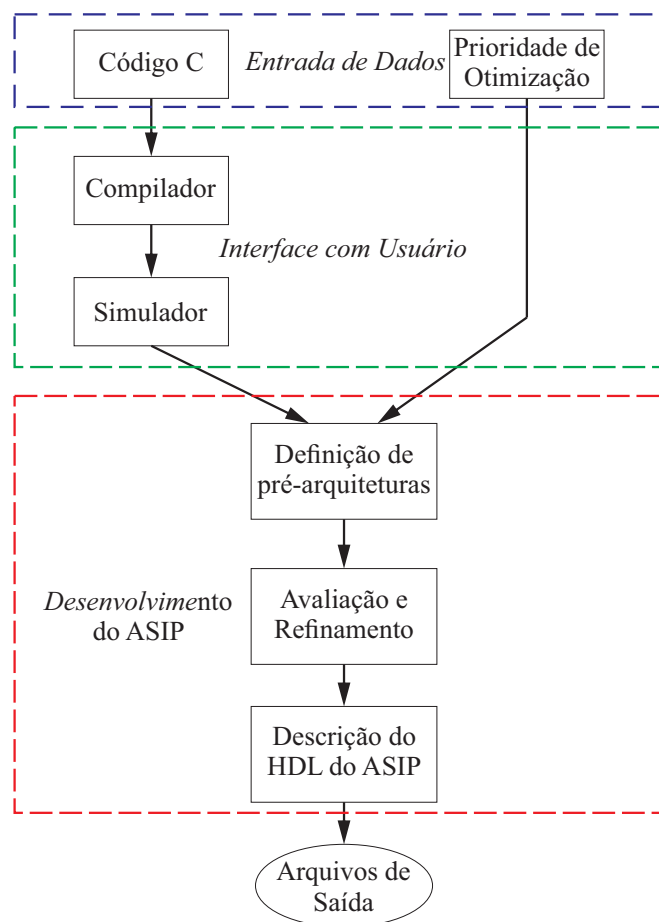 Código C
Entrada de Dados
Prioridade de
Otimização
Compilador
Interface com Usuário
Simulador
Definição de
pré-arquiteturas
Desenvolvimento
do ASIP
Avaliação e
Refinamento
Descrição do
HDL do ASIP
Arquivos de
Saída